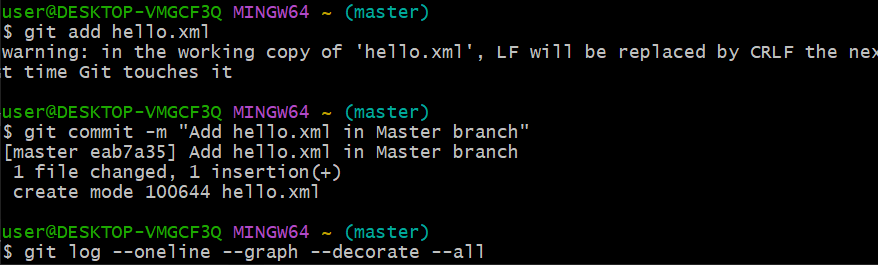 user@DESKTOP-VMGCF3Q MINGW64 ~ (master)
$ git add hello.xml
warning: in the working copy of 'hello.xml', LF will be replaced by CRLF the nex
t time Git touches it
user@DESKTOP-VMGCF3Q MINGW64 ~ (master)
$ git commit -m "Add hello.xml in Master branch"
[master eab7a35] Add hello.xml in Master branch
 1 file changed, 1 insertion(+)
 create mode 100644 hello.xml
user@DESKTOP-VMGCF3Q MINGW64 ~ (master)
$ git log --oneline --graph --decorate --all